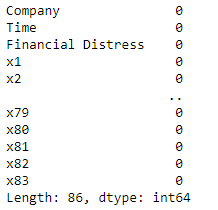 Company 0
Time 0
Financial Distress 0
x1 0
x2 0
..
x79 0
x80 0
x81 0
x82 0
x83 0
Length: 86, dtype: int64